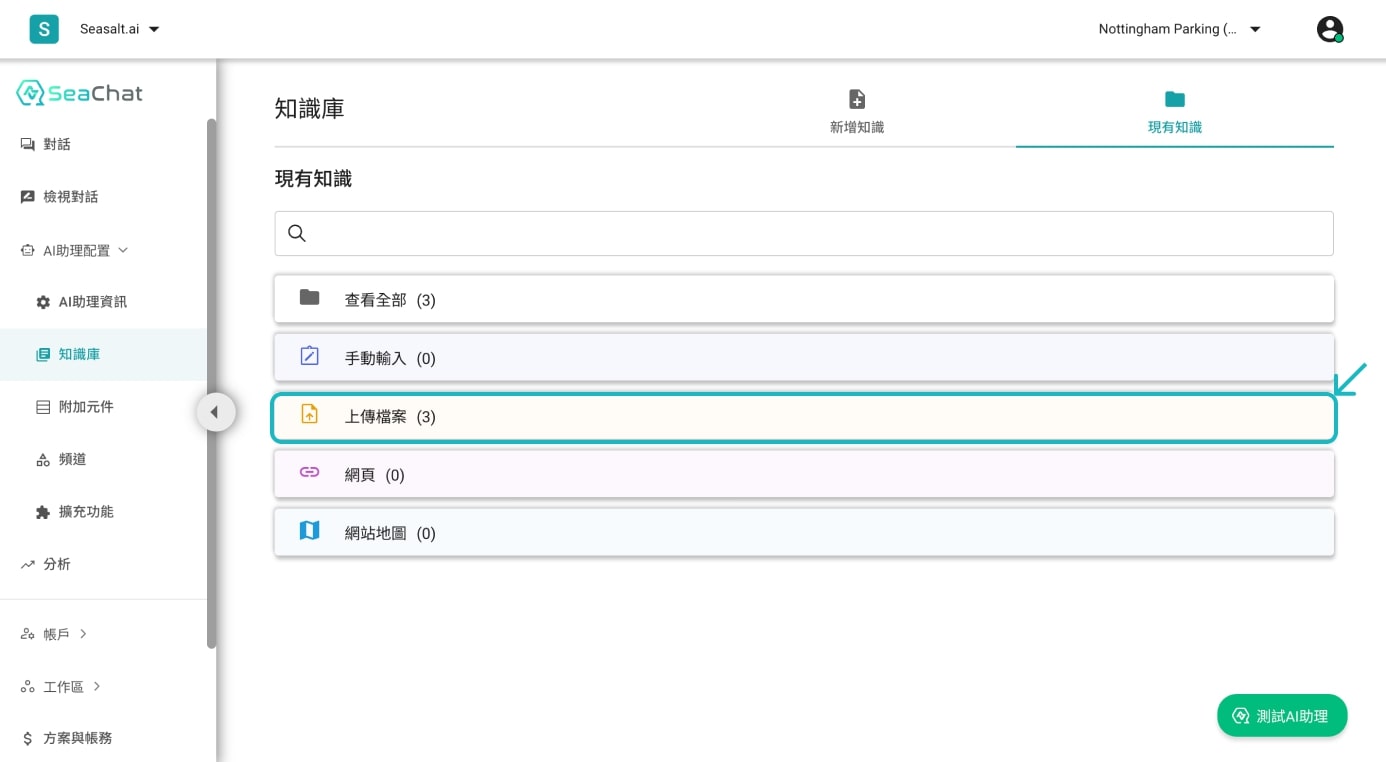 S
Seasalt.ai
Nottingham Parking (...
SeaChat
對話
檢視對話
AI助理配置
AI助理資訊
知識庫
附加元件
頻道
擴充功能
分析
帳戶
工作區
方案與帳務
知識庫
新增知識
現有知識
現有知識
查看全部 (3)
手動輸入 (0)
上傳檔案 (3)
網頁 (0)
網站地圖 (0)
測試AI助理